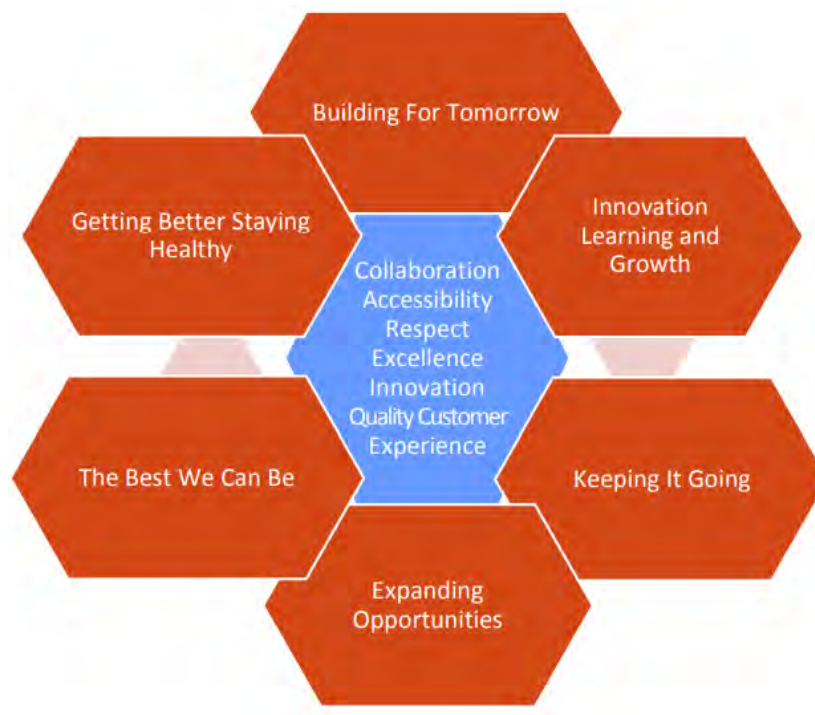 Building For Tomorrow
Getting Better Staying
Healthy
Innovation
Learning and
Growth
Collaboration
Accessibility
Respect
Excellence
Innovation
Quality Customer
Experience
The Best We Can Be
Keeping It Going
Expanding
Opportunities